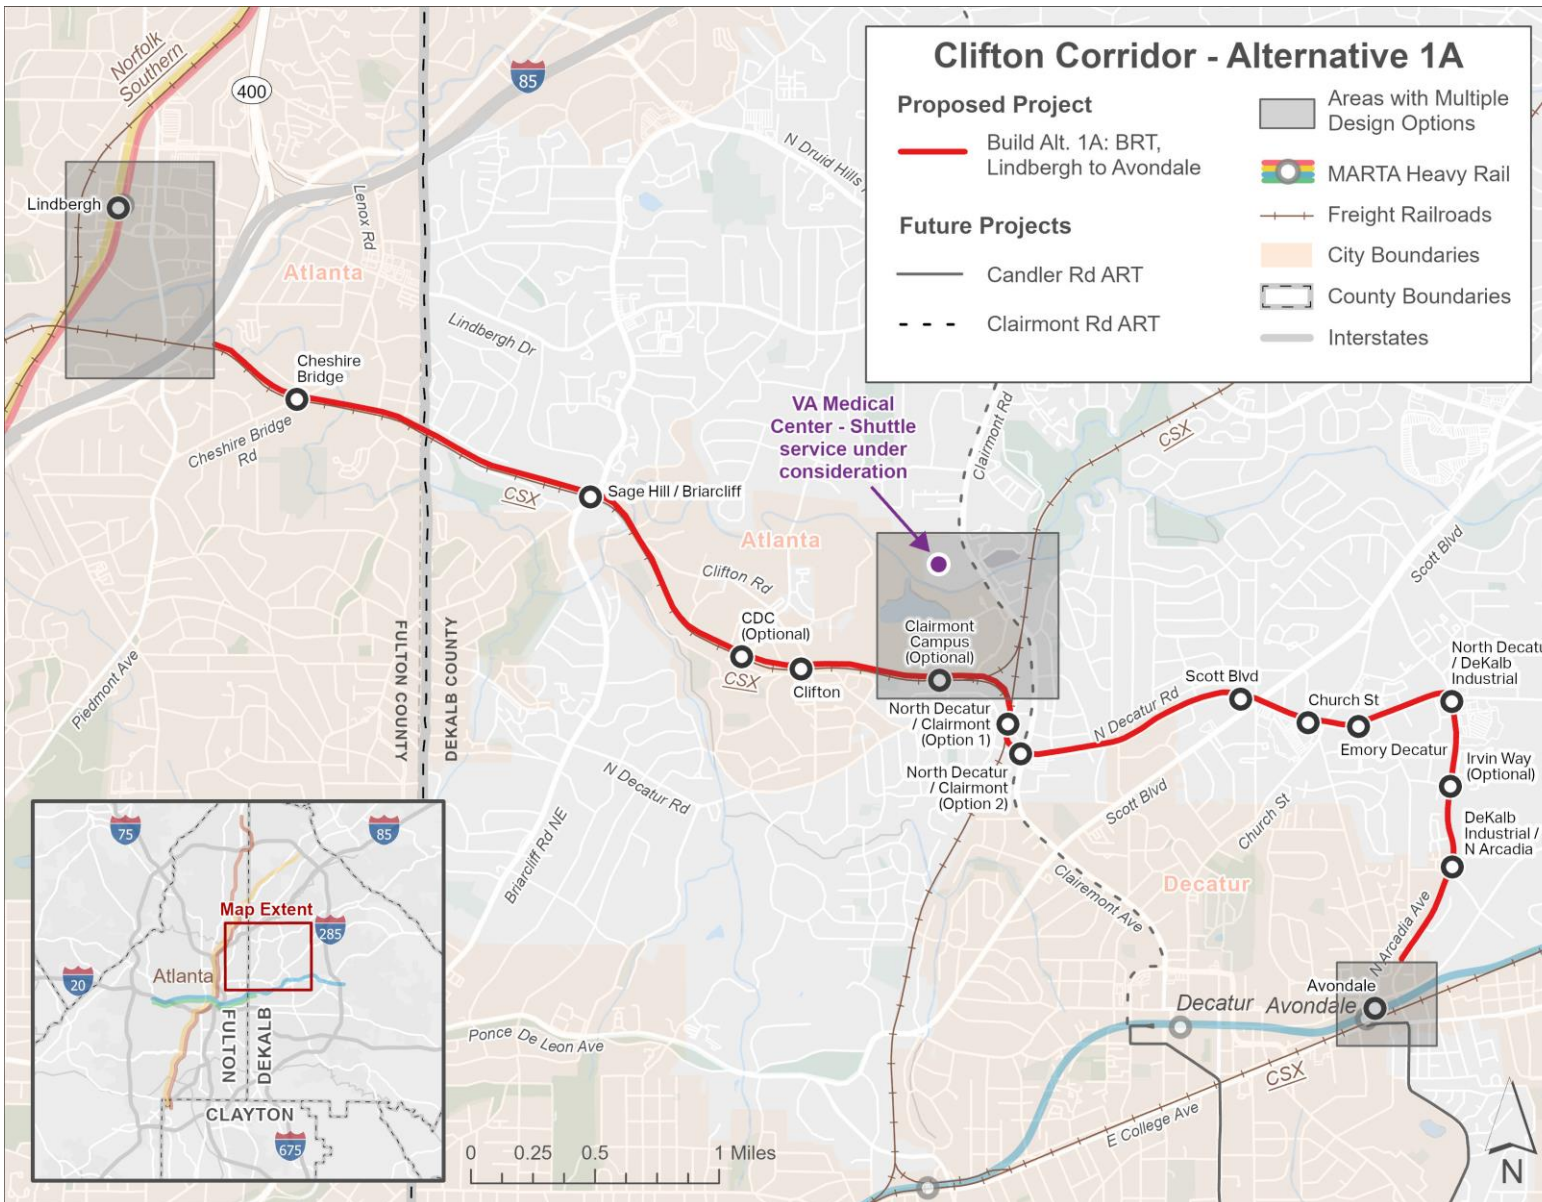 Clifton Corridor - Alternative 1A
Proposed Project
Build Alt. 1A: BRT,
Lindbergh to Avondale
Future Projects
Candler Rd ART
Clairmont Rd ART
Areas with Multiple
Design Options
MARTA Heavy Rail
Freight Railroads
City Boundaries
County Boundaries
Interstates
Norfolk
Southern
400
85
N Druid Hills
Lindbergh
Lenox Rd
Atlanta
Lindbergh Dr
Cheshire
Bridge
Cheshire Bridge
Rd
VA Medical
Center - Shuttle
service under
consideration
Clairmont Rd
CSX
CSX
Sage Hill / Briarcliff
Atlanta
Scott Blvd
Clifton Rd
CDC
(Optional)
Clairmont
Campus
(Optional)
CSX
Clifton
FULTON COUNTY
DEKALB COUNTY
Piedmont Ave
North Decatur
/ Clairmont
(Option 1)
North Decatur
/ Clairmont
(Option 2)
N Decatur Rd
Scott Blvd
Church St
Emory Decatur
North Decatu
/ DeKalb
Industrial
Irvin Way
(Optional)
DeKalb
Industrial /
N Arcadia
N Decatur Rd
Briarcliff Rd NE
Scott Blvd
Church St
Clairemont Ave
Decatur
N Arcadia Ave
Avondale
Decatur
Avondale
Ponce De Leon Ave
CSX
E College Ave
75
85
Map Extent
285
Atlanta
20
FULTON
DEKALB
CLAYTON
675
0
0.25
0.5
1 Miles
N